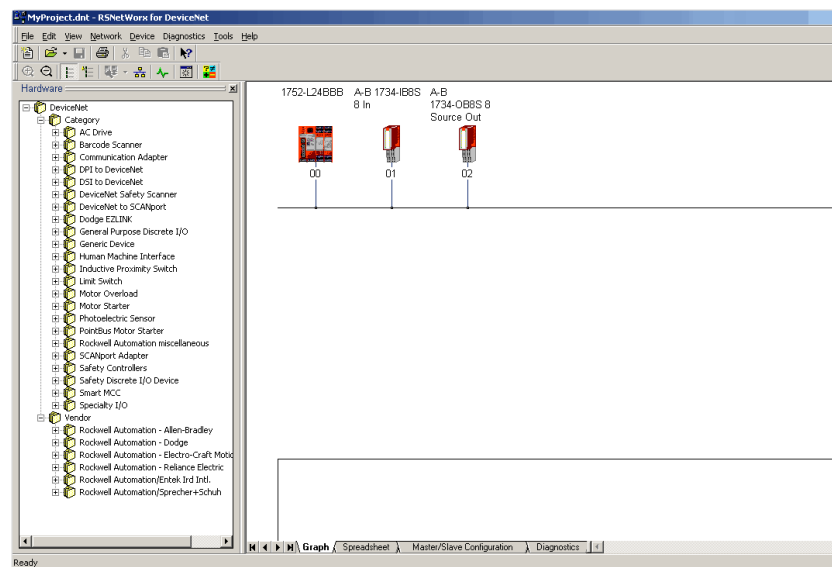 MyProject.dnt - RSNetWorx for DeviceNet
File Edit View Network Device Diagnostics Tools Help
Hardware
DeviceNet
Category
AC Drive
Barcode Scanner
Communication Adapter
DPI to DeviceNet
DSI to DeviceNet
DeviceNet Safety Scanner
DeviceNet to SCANport
Dodge EZLINK
General Purpose Discrete I/O
Generic Device
Human Machine Interface
Inductive Proximity Switch
Limit Switch
Motor Overload
Motor Starter
Photoelectric Sensor
PointBus Motor Starter
Rockwell Automation miscellaneous
SCANport Adapter
Safety Controllers
Safety Discrete I/O Device
Smart MCC
Specialty I/O
Vendor
Rockwell Automation - Allen-Bradley
Rockwell Automation - Dodge
Rockwell Automation - Electro-Craft Motio
Rockwell Automation - Reliance Electric
Rockwell Automation/Entek Ird Intl.
Rockwell Automation/Sprecher+Schuh
1752-L24BBB
00
A-B 1734-IB8S
8 In
01
A-B
1734-OB8S 8
Source Out
02
Graph Spreadsheet Master/Slave Configuration Diagnostics
Ready